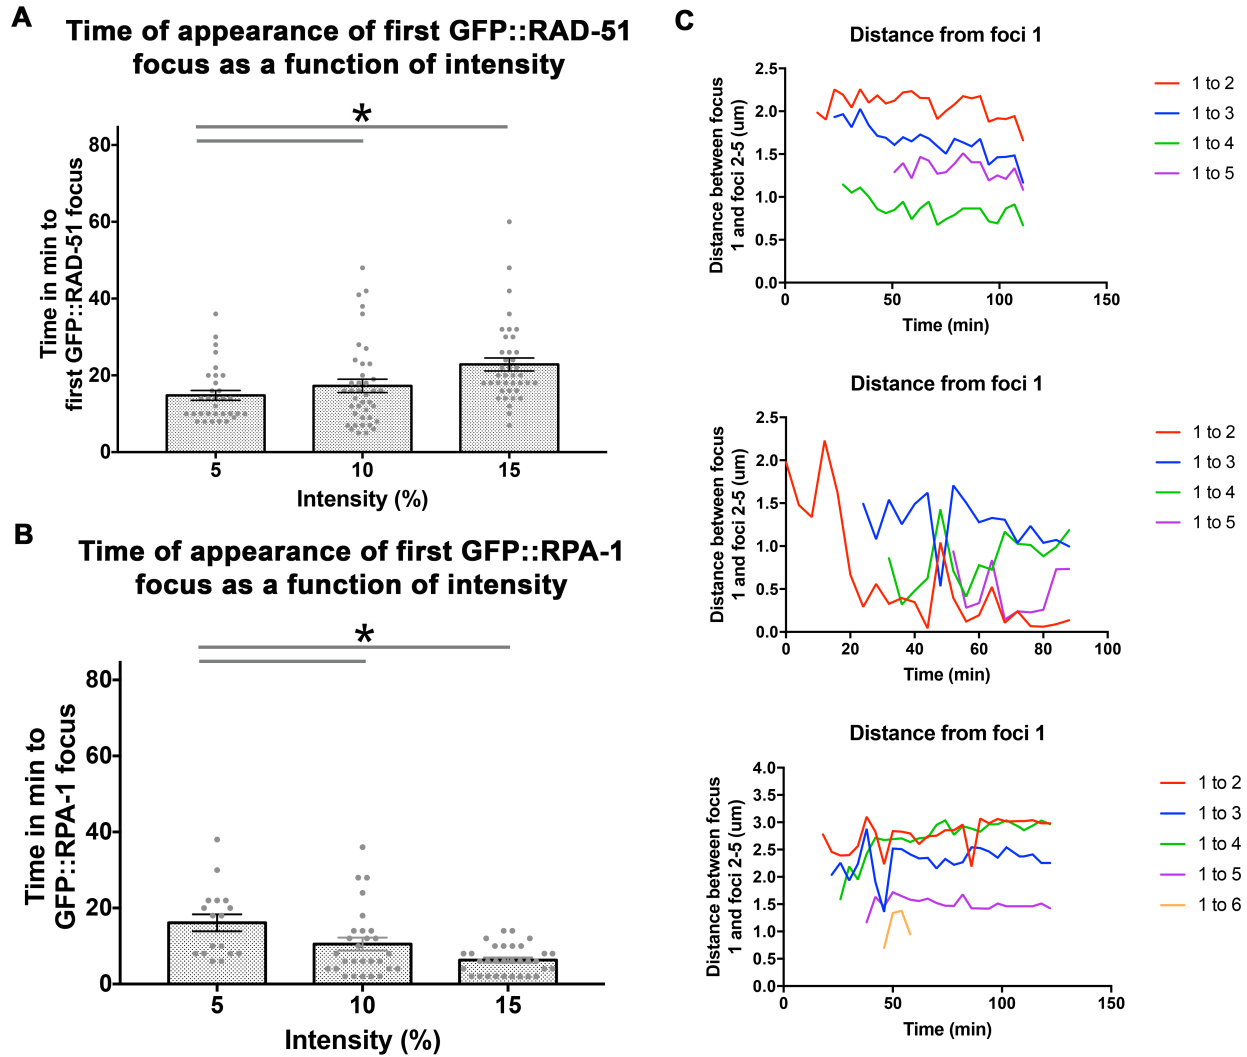 A
Time of appearance of first GFP::RAD-51
focus as a function of intensity
*
Time in min to
first GFP::RAD-51 focus
80
60
40
20
0
5
10
15
Intensity (%)
B
Time of appearance of first GFP::RPA-1
focus as a function of intensity
*
Time in min to
GFP::RPA-1 focus
80
60
40
20
0
5
10
15
Intensity (%)
C
Distance from foci 1
Distance between focus
1 and foci 2-5 (um)
2.5
2.0
1.5
1.0
0.5
0.0
0
50
100
150
Time (min)
1 to 2
1 to 3
1 to 4
1 to 5
Distance from foci 1
Distance between focus
1 and foci 2-5 (um)
2.5
2.0
1.5
1.0
0.5
0.0
0
20
40
60
80
100
Time (min)
1 to 2
1 to 3
1 to 4
1 to 5
Distance from foci 1
Distance between focus
1 and foci 2-5 (um)
4.0
3.5
3.0
2.5
2.0
1.5
1.0
0.5
0.0
0
50
100
150
Time (min)
1 to 2
1 to 3
1 to 4
1 to 5
1 to 6